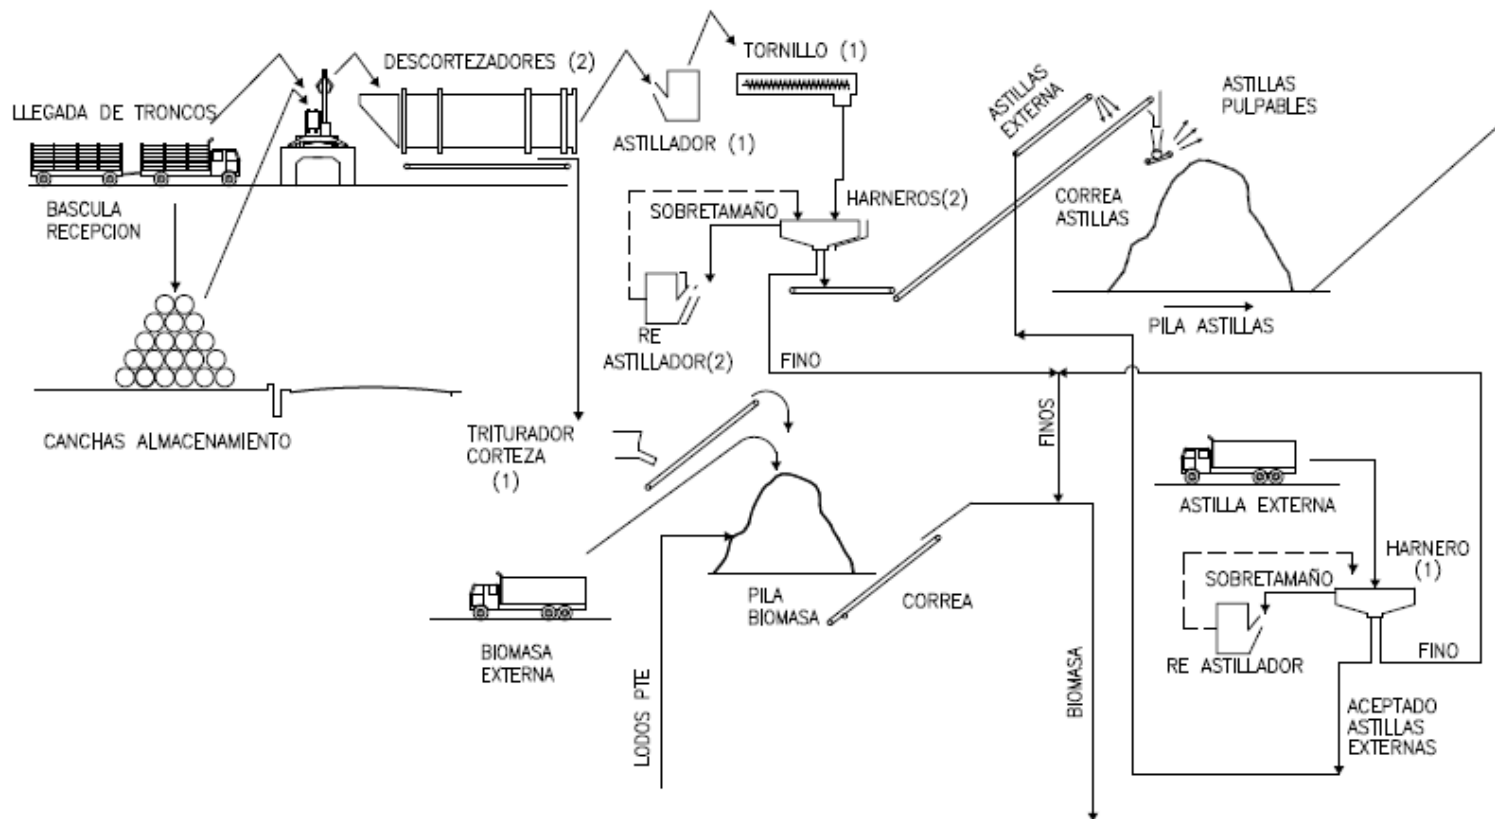 DESCORTEZADORES (2)
TORNILLO (1)
LLEGADA DE TRONCOS
ASTILLAS
EXTERNA
ASTILLAS
PULPABLES
ASTILLADOR (1)
BASCULA
RECEPCION
SOBRETAMAÑO
HARNEROS(2)
CORREA
ASTILLAS
RE
ASTILLADOR(2)
PILA ASTILLAS
FINO
CANCHAS ALMACENAMIENTO
TRITURADOR
CORTEZA
(1)
FINOS
ASTILLA EXTERNA
HARNERO
(1)
SOBRETAMAÑO
PILA
BIOMASA
CORREA
BIOMASA
EXTERNA
RE ASTILLADOR
FINO
LODOS PTE
BIOMASA
ACEPTADO
ASTILLAS
EXTERNAS